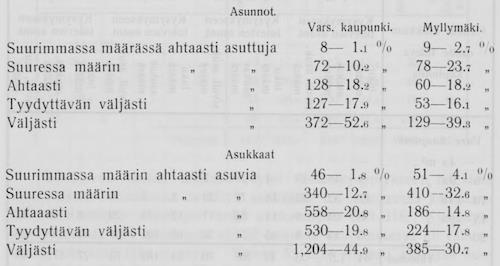 Asunnot.
Vars. kaupunki. Myllymäki.
Suurimmassa määrässä ahtaasti asuttuja 8— 1.1 % 9— 2.7 %
Suuressa määrin „ „ 72—10.2 „ 78—23.7 „
Ahtaasti „ 128—18.2 „ 60—18.2 „
Tyydyttävän väljästi „ 127—17.9 „ 53—16.1 „
Väljästi „ 372—52.6 „ 129—39.3 „
Asukkaat
Suurimmassa määrin ahtaasti asuvia 46— 1.8 % 51— 4.1 %
Suuressa määrin „ „ 340—12.7 „ 410—32.6 „
Ahtaaasti „ 558—20.8 „ 186—14.8 „
Tyydyttävän väljästi „ 530—19.8 „ 224—17.8 „
Väljästi „ 1,204—44.9 „ 385—30.7 „